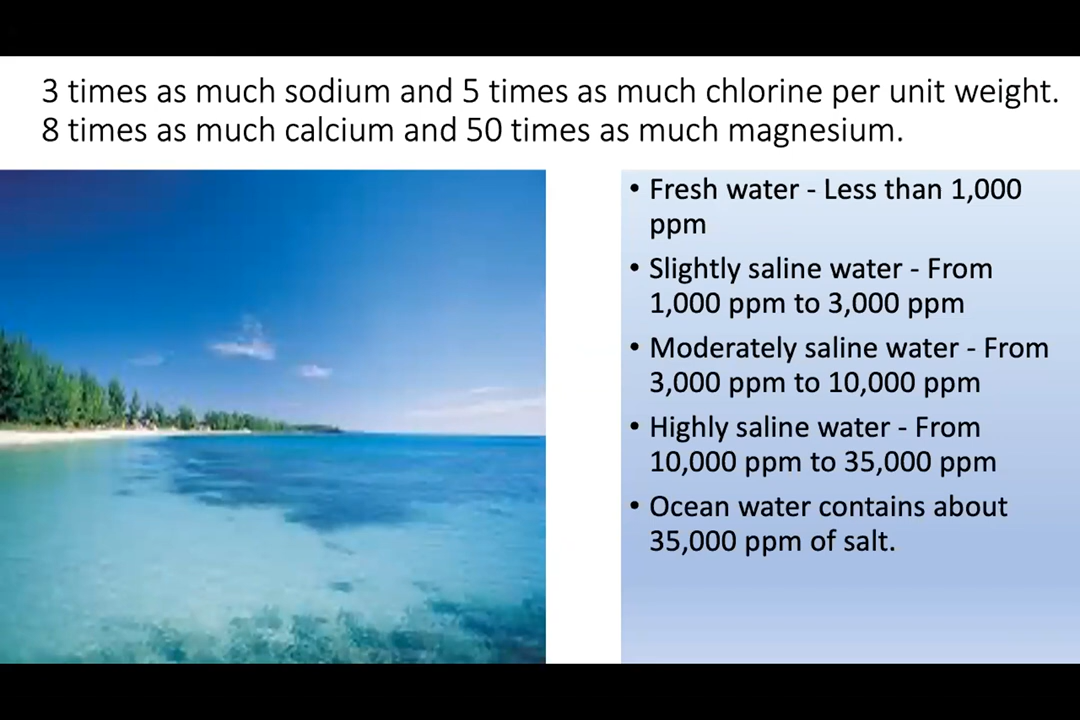 3 times as much sodium and 5 times as much chlorine per unit weight.
8 times as much calcium and 50 times as much magnesium.
• Fresh water - Less than 1,000
ppm
• Slightly saline water - From
1,000 ppm to 3,000 ppm
• Moderately saline water - From
3,000 ppm to 10,000 ppm
• Highly saline water - From
10,000 ppm to 35,000 ppm
• Ocean water contains about
35,000 ppm of salt.